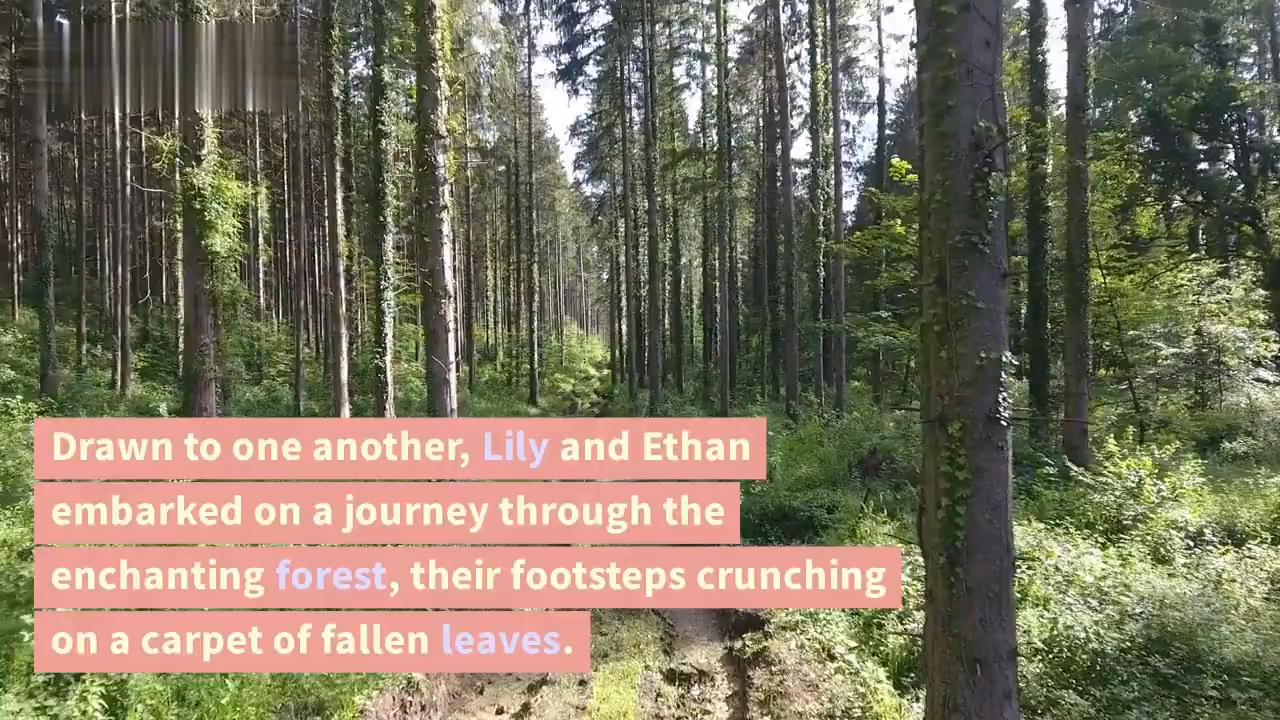 Drawn to one another, Lily and Ethan
embarked on a journey through the
enchanting forest, their footsteps crunching
on a carpet of fallen leaves.